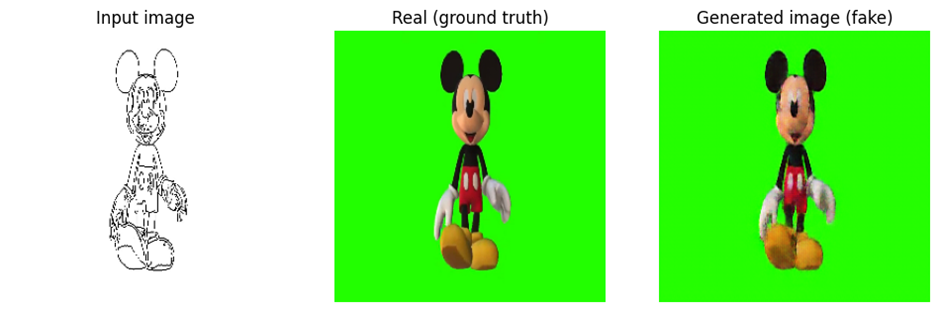 Input image
Real (ground truth)
Generated image (fake)